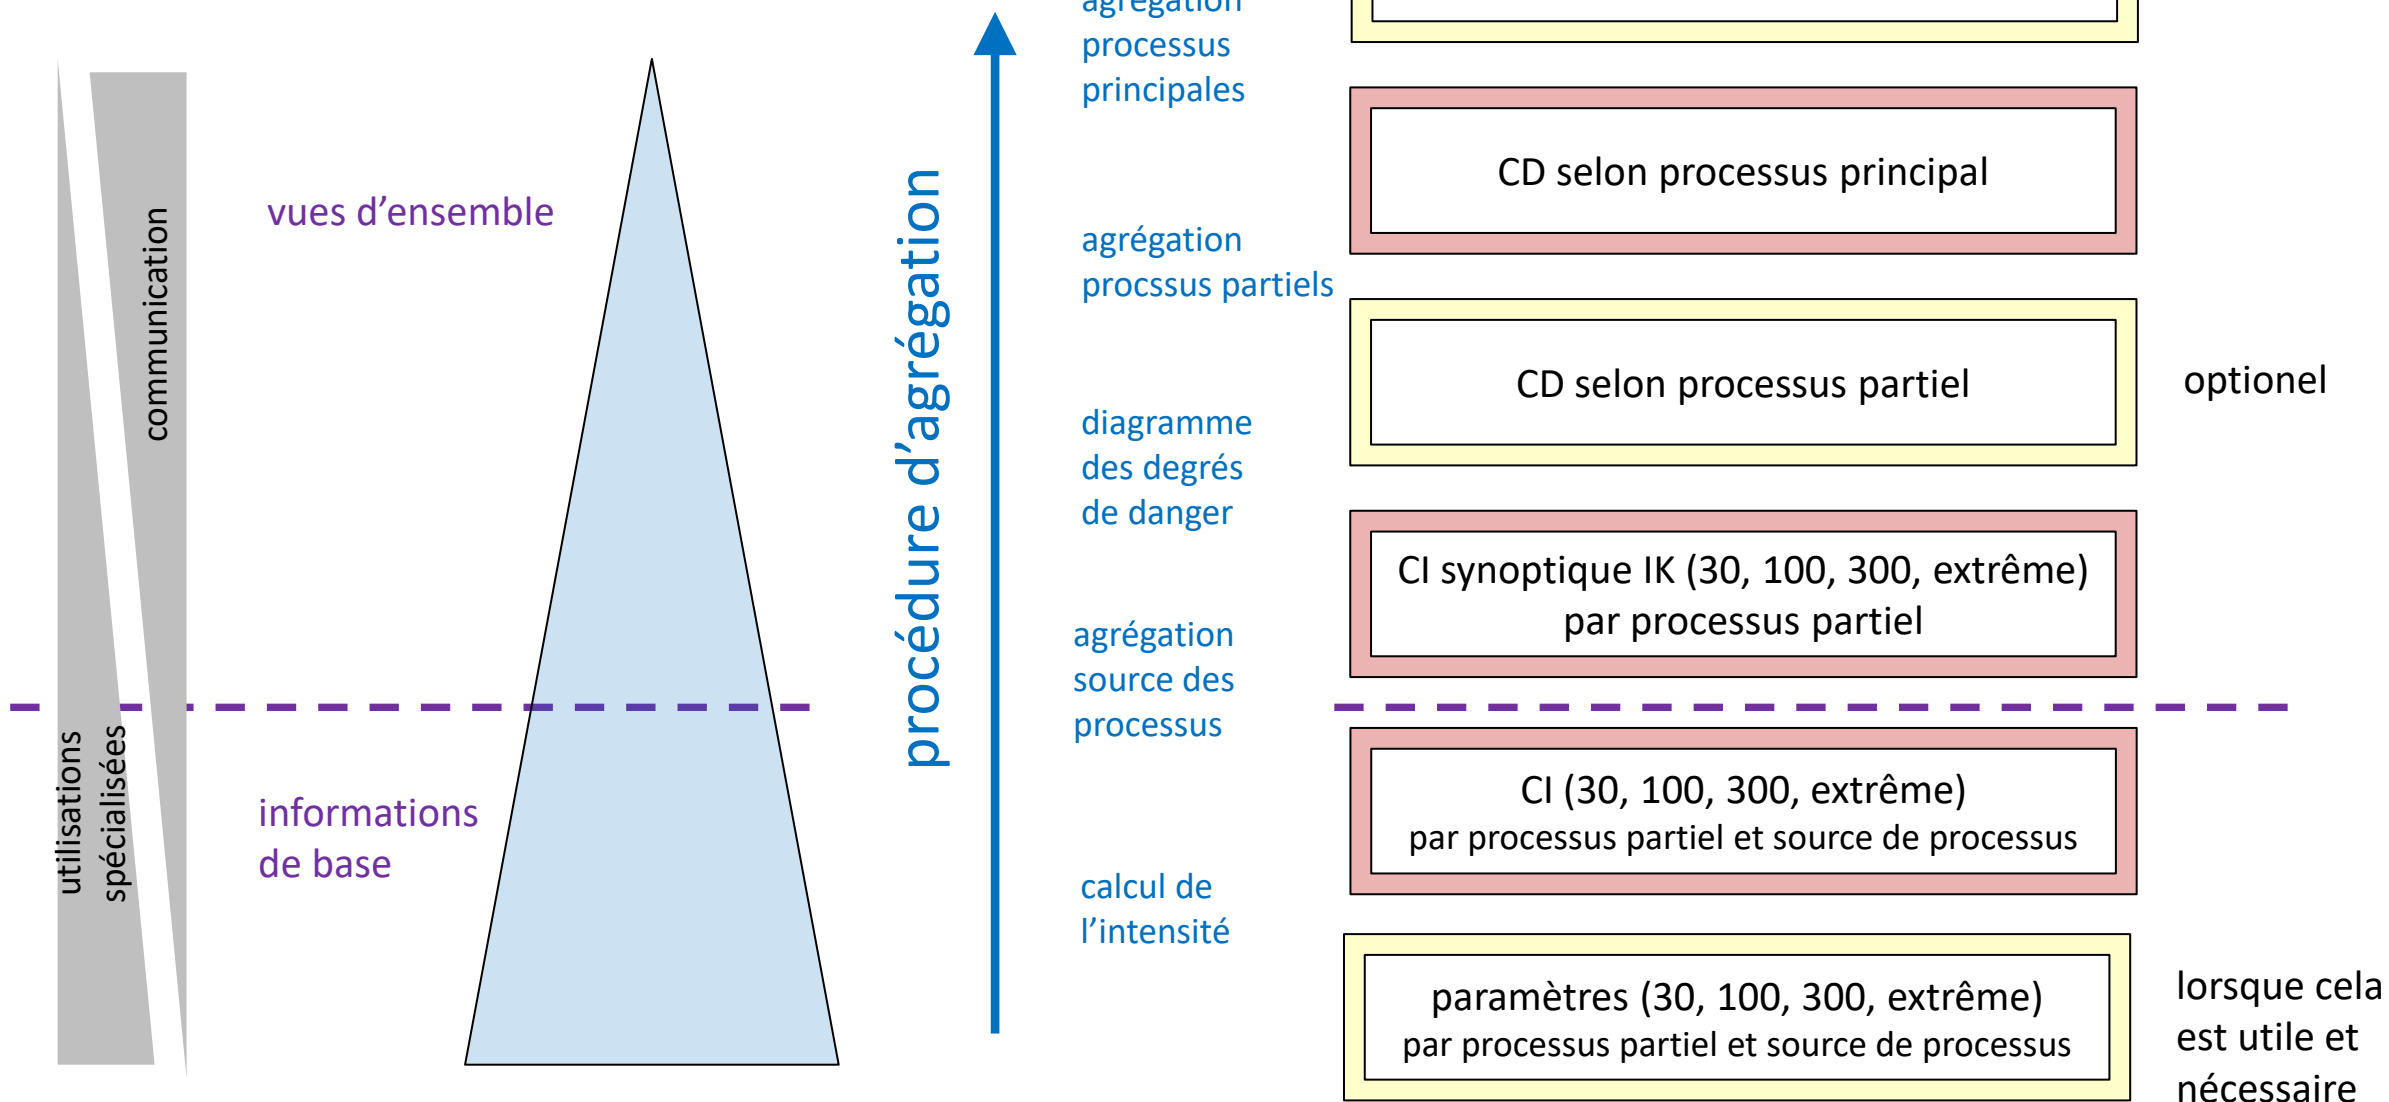 agrégation
processus
principales
CD selon processus principal
vues d’ensemble
communication
procédure d’agrégation
agrégation
procssus partiels
CD selon processus partiel
optionel
diagramme
des degrés
de danger
CI synoptique IK (30, 100, 300, extrême)
par processus partiel
agrégation
source des
processus
utilisations
spécialisées
informations
de base
CI (30, 100, 300, extrême)
par processus partiel et source de processus
calcul de
l’intensité
paramètres (30, 100, 300, extrême)
par processus partiel et source de processus
lorsque cela
est utile et
nécessaire